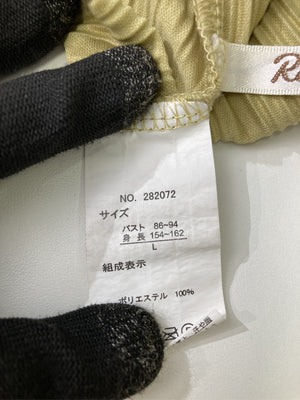 R
NO. 282072
サイズ
バスト 86~94
身長 154~162
L
組成表示
ポリエステル 100%